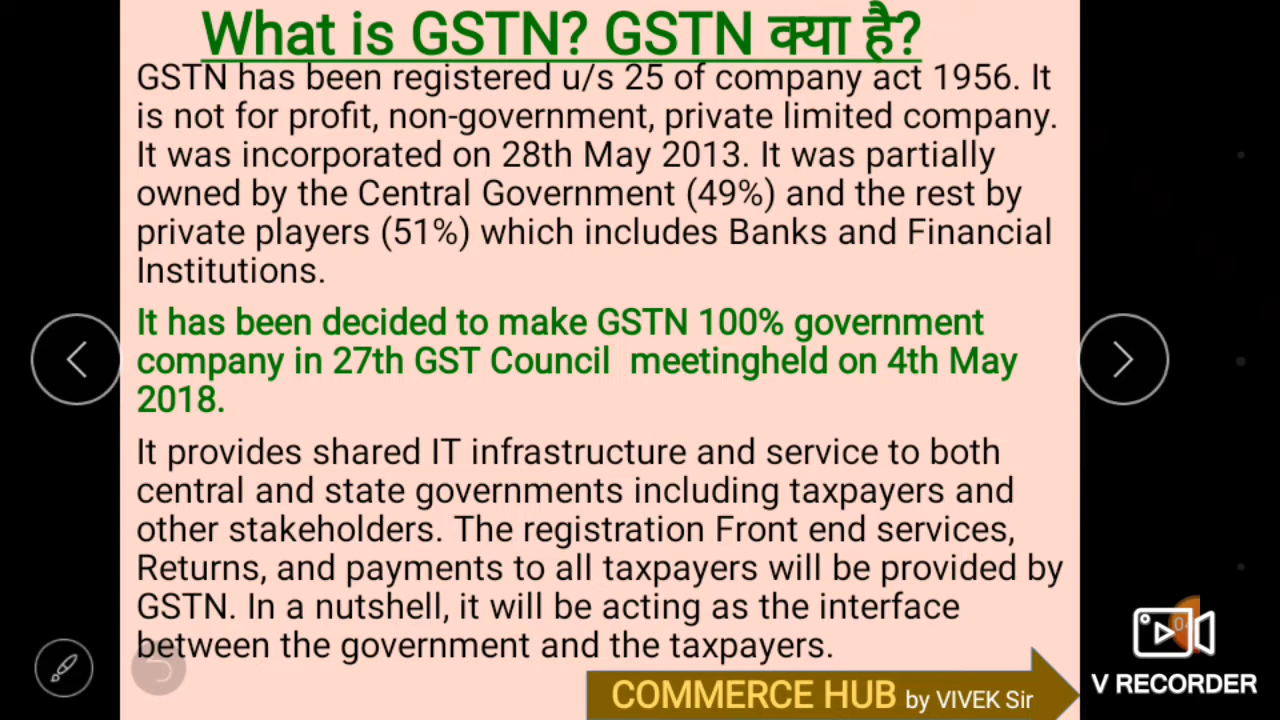 What is GSTN? GSTN क्या है?
GSTN has been registered u/s 25 of company act 1956. It
is not for profit, non-government, private limited company.
It was incorporated on 28th May 2013. It was partially
owned by the Central Government (49%) and the rest by
private players (51%) which includes Banks and Financial
Institutions.
It has been decided to make GSTN 100% government
company in 27th GST Council meetingheld on 4th May
2018.
It provides shared IT infrastructure and service to both
central and state governments including taxpayers and
other stakeholders. The registration Front end services,
Returns, and payments to all taxpayers will be provided by
GSTN. In a nutshell, it will be acting as the interface
between the government and the taxpayers.
COMMERCE HUB by VIVEK Sir
V RECORDER